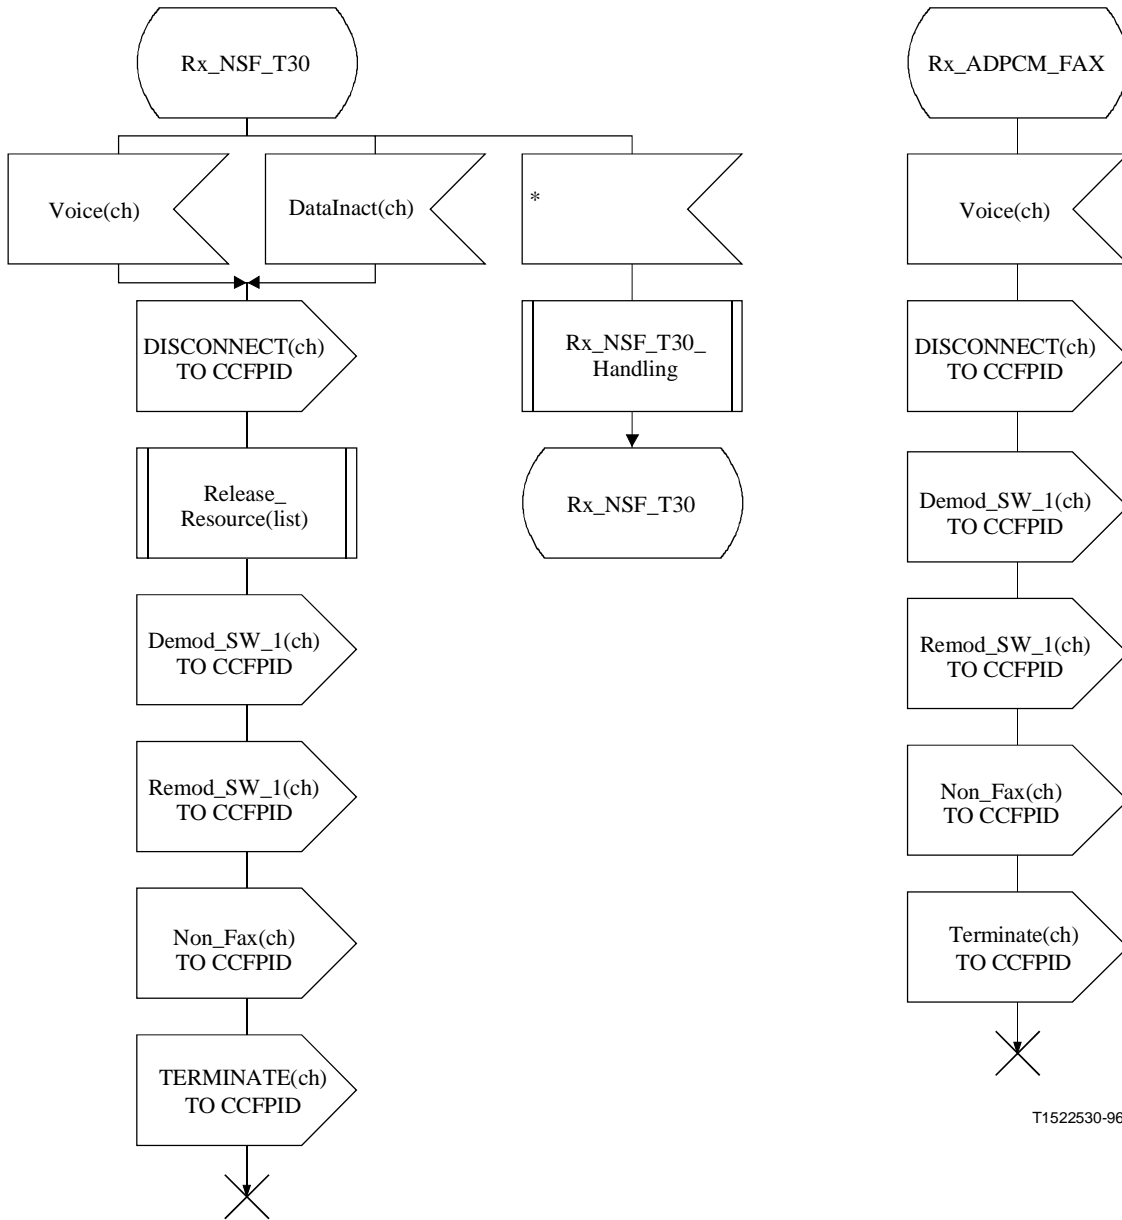 Rx_NSF_T30
Voice(ch)
DataInact(ch)
*
DISCONNECT(ch)
TO CCFPID
Rx_NSF_T30_
Handling
Release_
Resource(list)
Rx_NSF_T30
Demod_SW_1(ch)
TO CCFPID
Remod_SW_1(ch)
TO CCFPID
Non_Fax(ch)
TO CCFPID
TERMINATE(ch)
TO CCFPID
Rx_ADPCM_FAX
Voice(ch)
DISCONNECT(ch)
TO CCFPID
Demod_SW_1(ch)
TO CCFPID
Remod_SW_1(ch)
TO CCFPID
Non_Fax(ch)
TO CCFPID
Terminate(ch)
TO CCFPID
T1522530-96